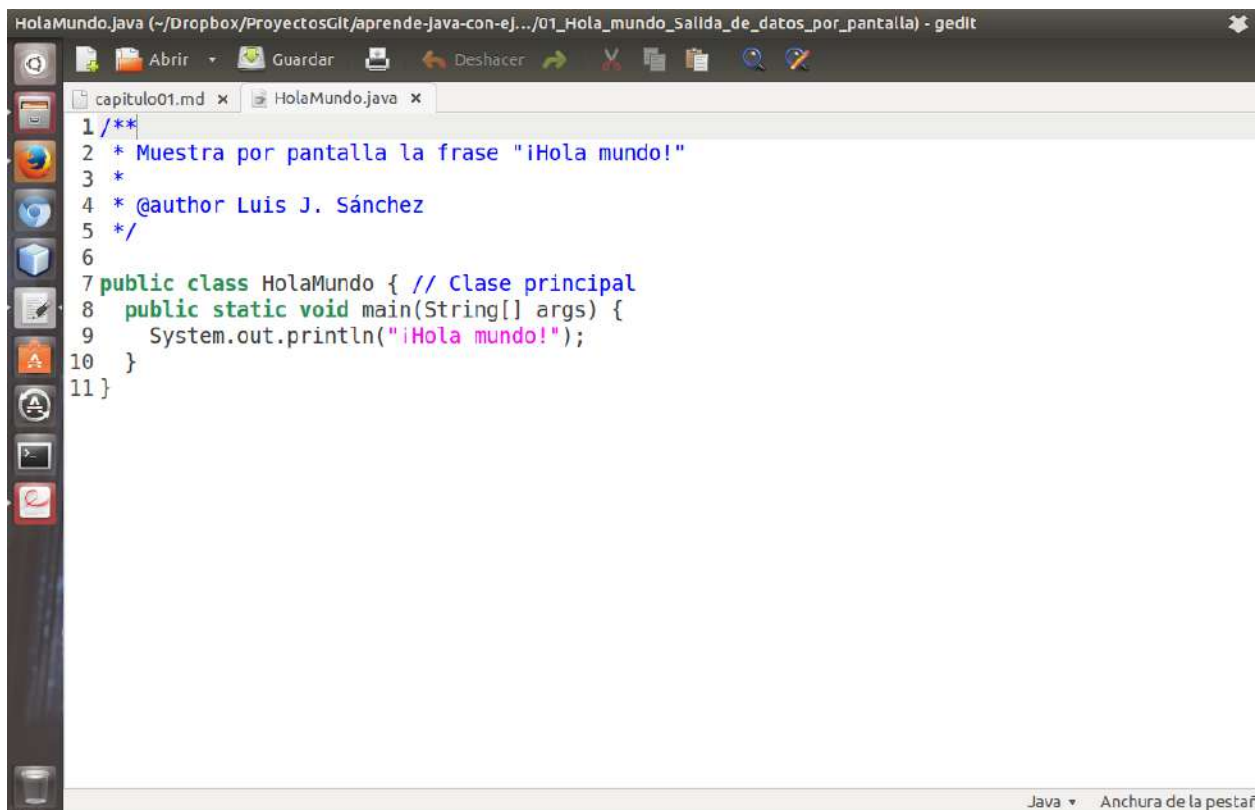 HolaMundo.java (~/Dropbox/ProyectosGit/aprende-java-con-ej.../01_Hola_mundo_Salida_de_datos_por_pantalla) - gedit
Abrir Guardar Deshacer
capitulo01.md HolaMundo.java
1 /**
2  * Muestra por pantalla la frase "¡Hola mundo!"
3  *
4  * @author Luis J. Sánchez
5  */
6
7 public class HolaMundo { // Clase principal
8   public static void main(String[] args) {
9     System.out.println("¡Hola mundo!");
10   }
11 }
Java Anchura de la pestañ